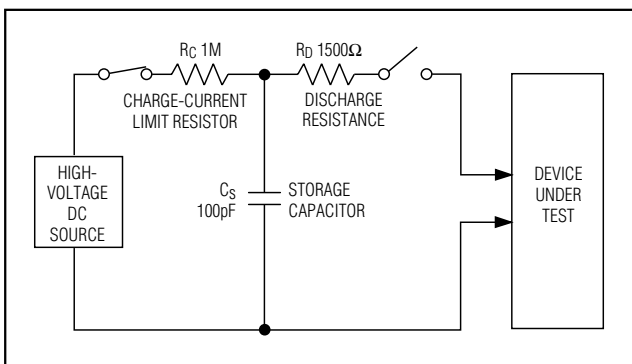 RC 1M
CHARGE-CURRENT
LIMIT RESISTOR
RD 1500Ω
DISCHARGE
RESISTANCE
HIGH-
VOLTAGE
DC
SOURCE
CS
100pF
STORAGE
CAPACITOR
DEVICE
UNDER
TEST